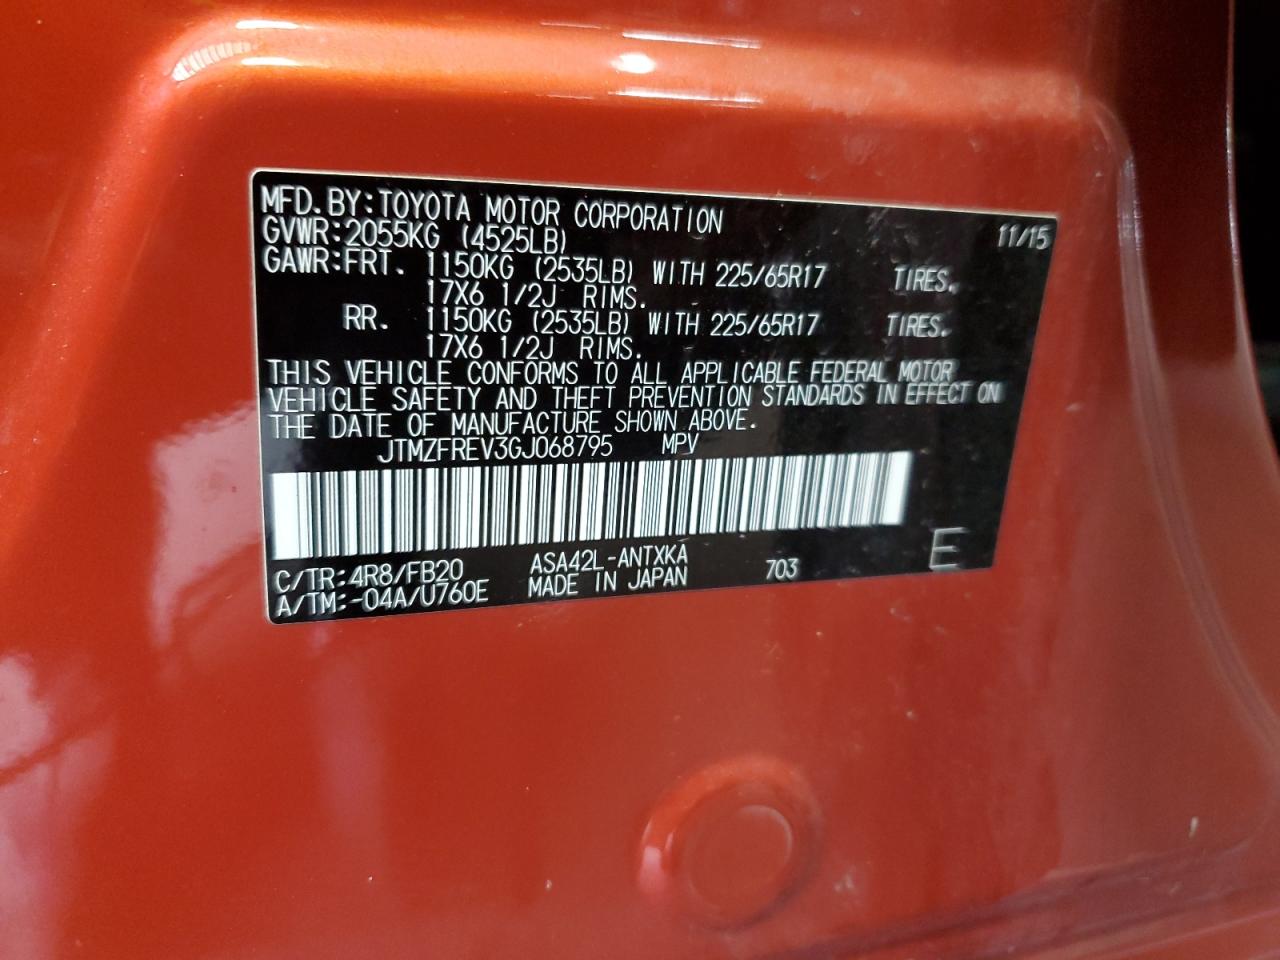 MFD.BY:TOYOTA MOTOR CORPORATION 11/15
GVWR:2055KG (4525LB)
GAWR:FRT. 1150KG (2535LB) WITH 225/65R17 TIRES.
17X6 1/2J RIMS.
RR. 1150KG (2535LB) WITH 225/65R17 TIRES.
17X6 1/2J RIMS.
THIS VEHICLE CONFORMS TO ALL APPLICABLE FEDERAL MOTOR
VEHICLE SAFETY AND THEFT PREVENTION STANDARDS IN EFFECT ON
THE DATE OF MANUFACTURE SHOWN ABOVE.
JTMZFREV3GJ068795 MPV
C/TR:4R8/FB20 ASA42L-ANTXKA 703 E
A/TM:-04A/U760E MADE IN JAPAN